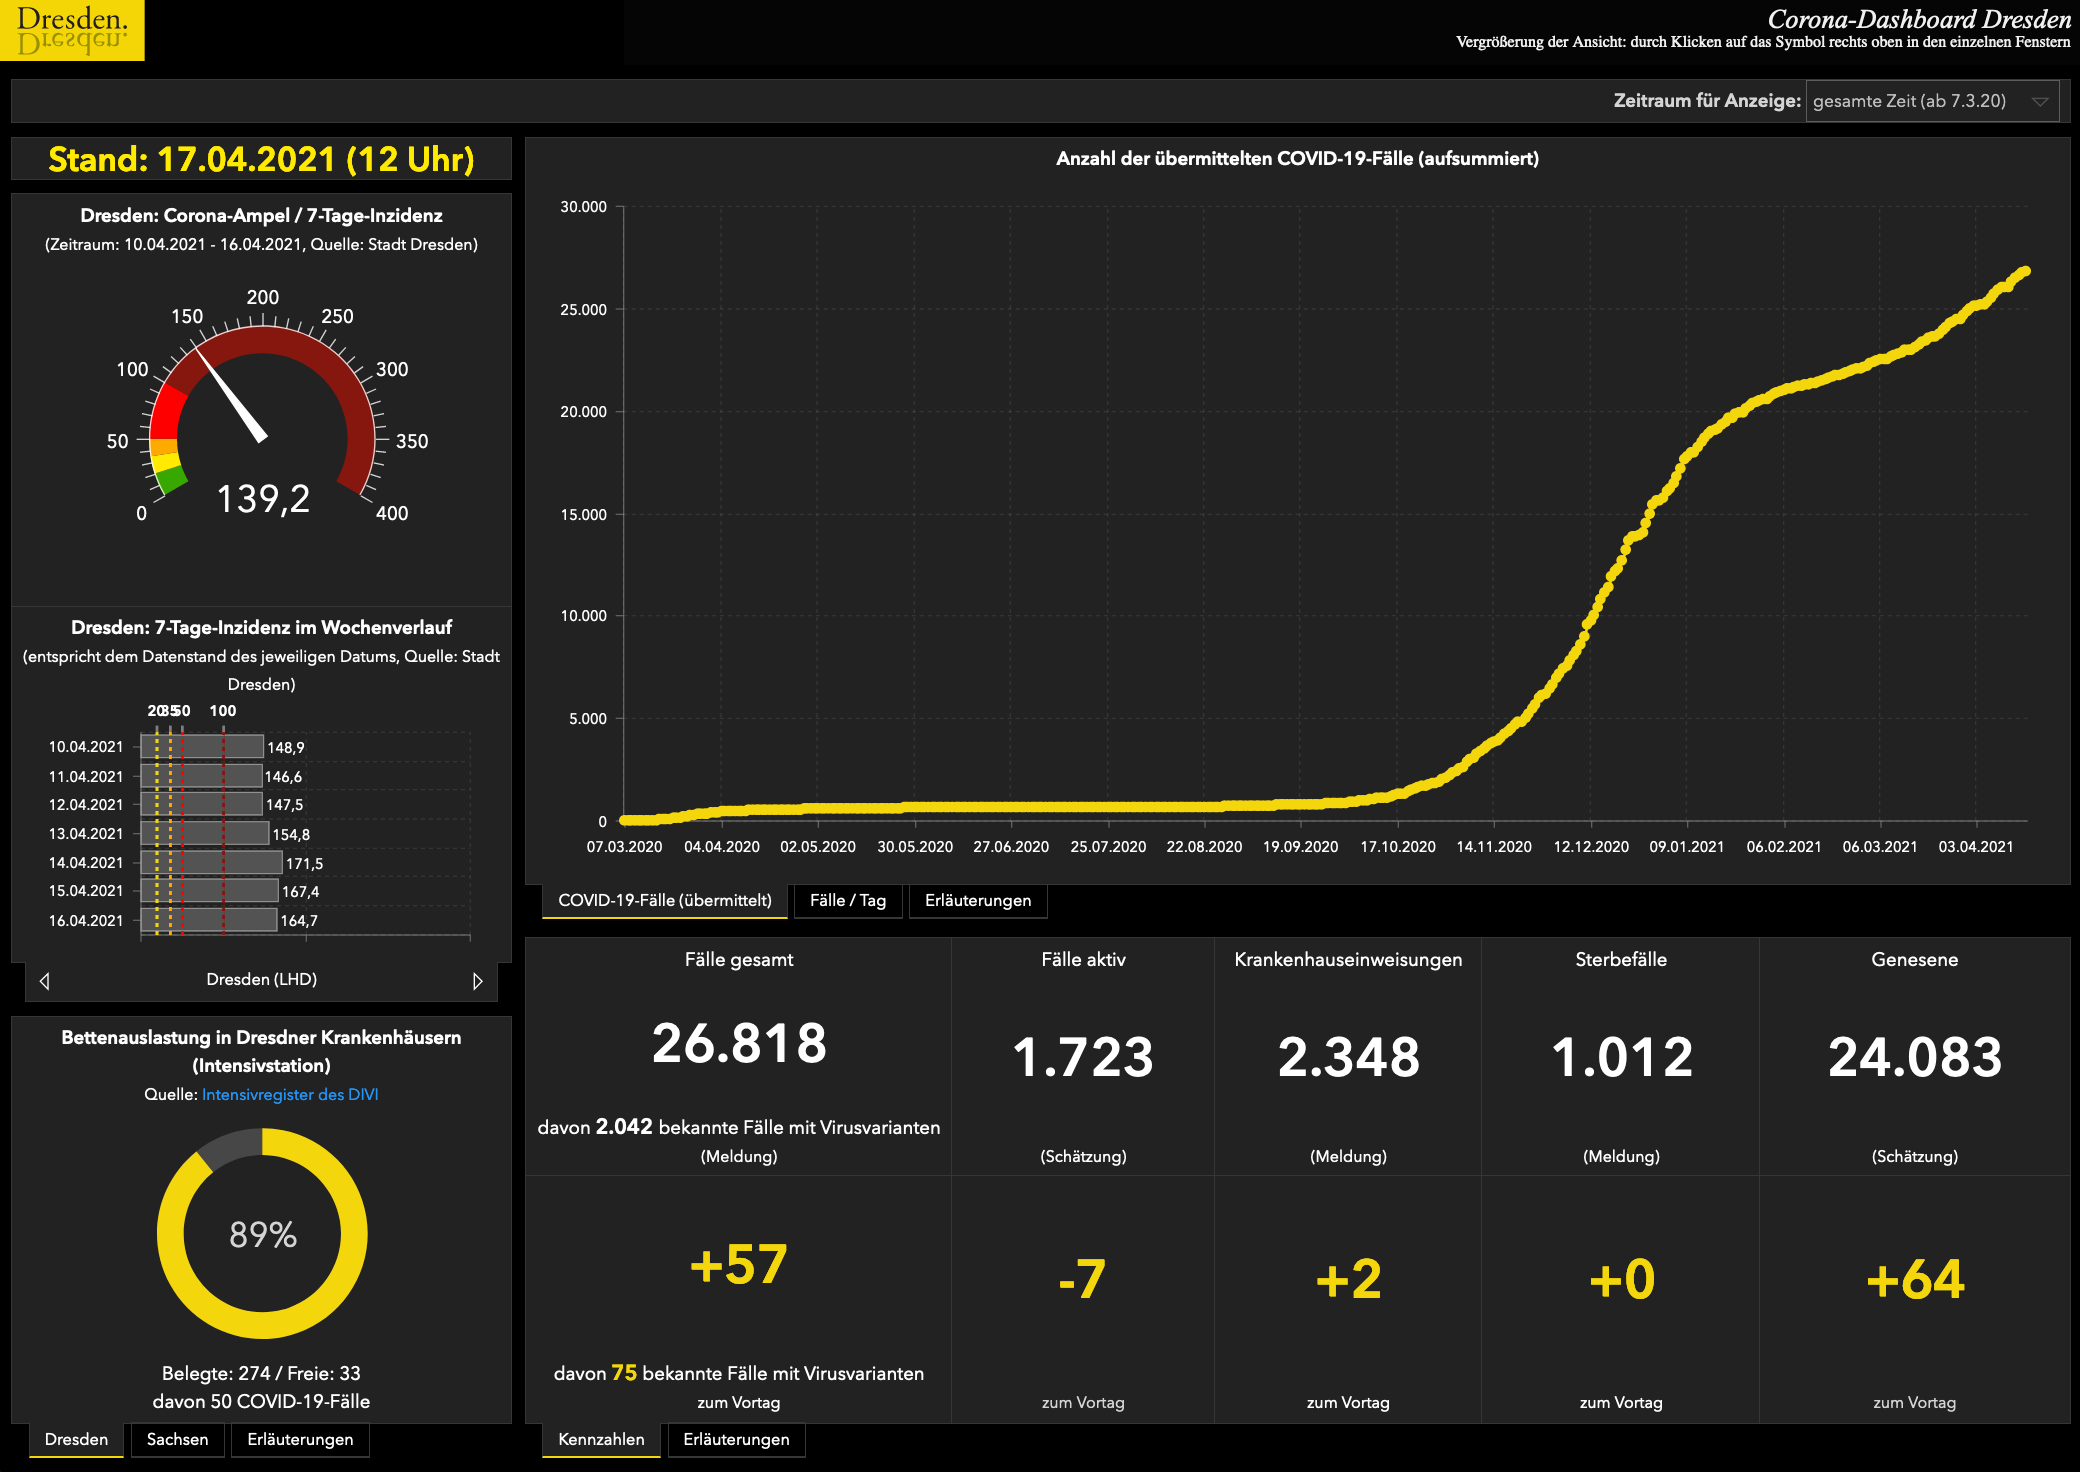 Dresden.
Dresden.
Corona-Dashboard Dresden
Vergrößerung der Ansicht: durch Klicken auf das Symbol rechts oben in den einzelnen Fenstern
Zeitraum für Anzeige: gesamte Zeit (ab 7.3.20)
Stand: 17.04.2021 (12 Uhr)
Dresden: Corona-Ampel / 7-Tage-Inzidenz
(Zeitraum: 10.04.2021 - 16.04.2021, Quelle: Stadt Dresden)
0
50
100
150
200
250
300
350
400
139,2
Dresden: 7-Tage-Inzidenz im Wochenverlauf
(entspricht dem Datenstand des jeweiligen Datums, Quelle: Stadt
Dresden)
20 35 50 100
10.04.2021 148,9
11.04.2021 146,6
12.04.2021 147,5
13.04.2021 154,8
14.04.2021 171,5
15.04.2021 167,4
16.04.2021 164,7
Dresden (LHD)
Bettenauslastung in Dresdner Krankenhäusern
(Intensivstation)
Quelle: Intensivregister des DIVI
89%
Belegte: 274 / Freie: 33
davon 50 COVID-19-Fälle
Dresden Sachsen Erläuterungen
Anzahl der übermittelten COVID-19-Fälle (aufsummiert)
30.000
25.000
20.000
15.000
10.000
5.000
0
07.03.2020 04.04.2020 02.05.2020 30.05.2020 27.06.2020 25.07.2020 22.08.2020 19.09.2020 17.10.2020 14.11.2020 12.12.2020 09.01.2021 06.02.2021 06.03.2021 03.04.2021
COVID-19-Fälle (übermittelt) Fälle / Tag Erläuterungen
Fälle gesamt
26.818
davon 2.042 bekannte Fälle mit Virusvarianten
(Meldung)
+57
davon 75 bekannte Fälle mit Virusvarianten
zum Vortag
Fälle aktiv
1.723
(Schätzung)
-7
zum Vortag
Krankenhauseinweisungen
2.348
(Meldung)
+2
zum Vortag
Sterbefälle
1.012
(Meldung)
+0
zum Vortag
Genesene
24.083
(Schätzung)
+64
zum Vortag
Kennzahlen Erläuterungen